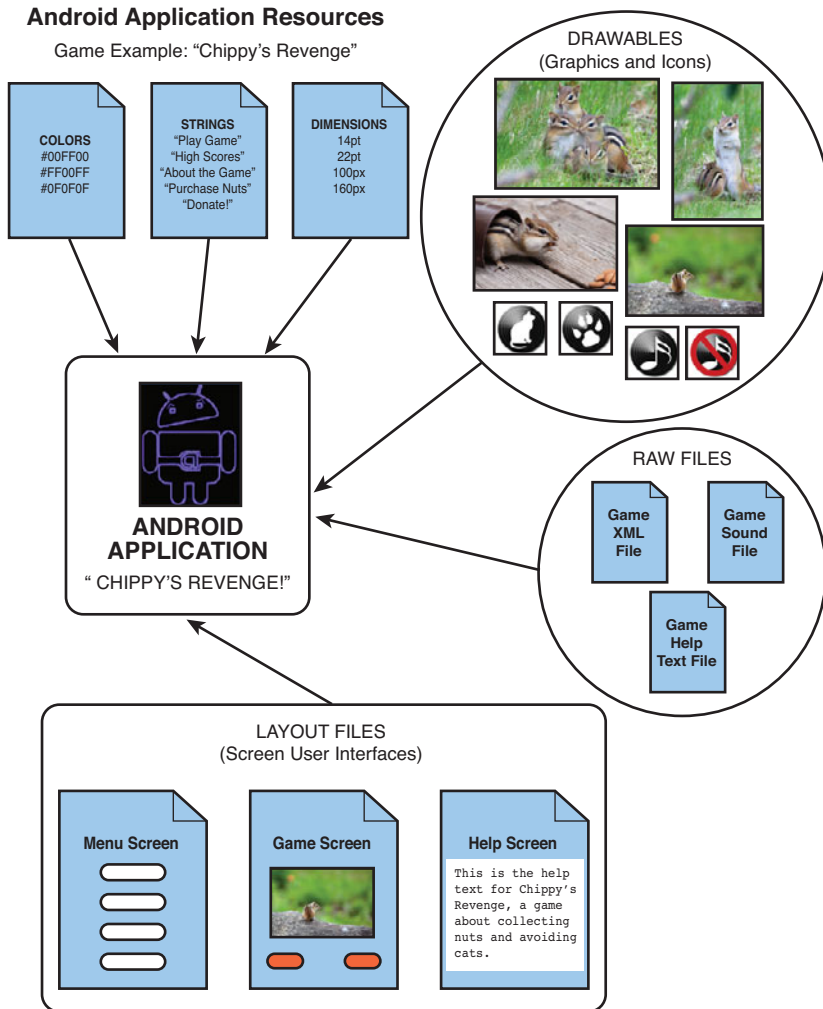 Android Application Resources
Game Example: “Chippy’s Revenge”
COLORS
#00FF00
#FF00FF
#0F0F0F
STRINGS
“Play Game”
“High Scores”
“About the Game”
“Purchase Nuts”
“Donate!”
DIMENSIONS
14pt
22pt
100px
160px
DRAWABLES
(Graphics and Icons)
ANDROID
APPLICATION
“ CHIPPY’S REVENGE!”
RAW FILES
Game
XML
File
Game
Sound
File
Game
Help
Text File
LAYOUT FILES
(Screen User Interfaces)
Menu Screen
Game Screen
Help Screen
This is the help
text for Chippy’s
Revenge, a game
about collecting
nuts and avoiding
cats.